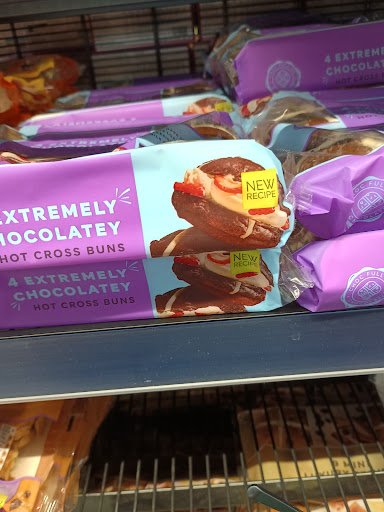 4 EXTREMELY
CHOCOLATEY
EXTREMELY
CHOCOLATEY
HOT CROSS BUNS
NEW
RECIPE
4 EXTREMELY
CHOCOLATEY
HOT CROSS BUNS
NEW
RECIPE